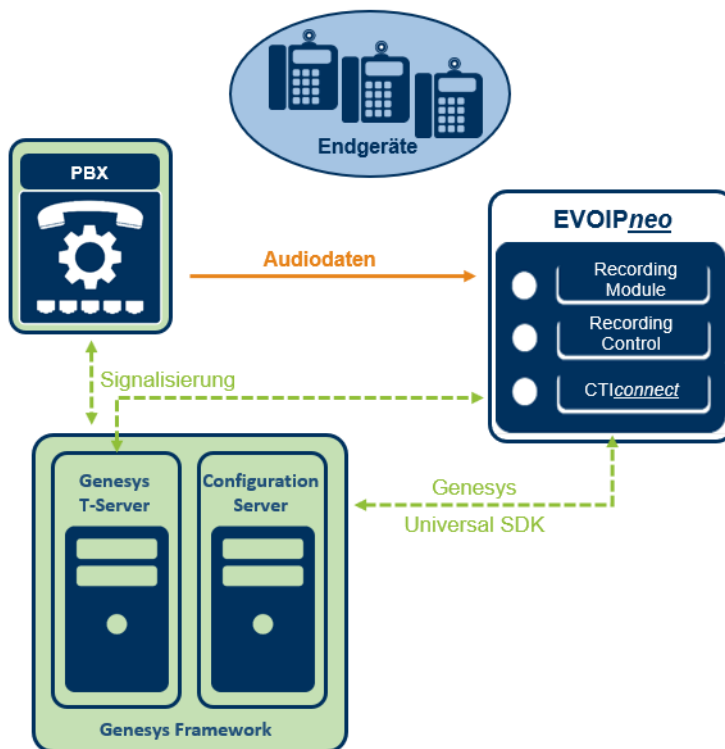 Endgeräte
PBX
EVOIPneo
Audiodaten
Recording
Module
Recording
Control
CTIconnect
Signalisierung
Genesys
T-Server
Configuration
Server
Genesys
Universal SDK
Genesys Framework